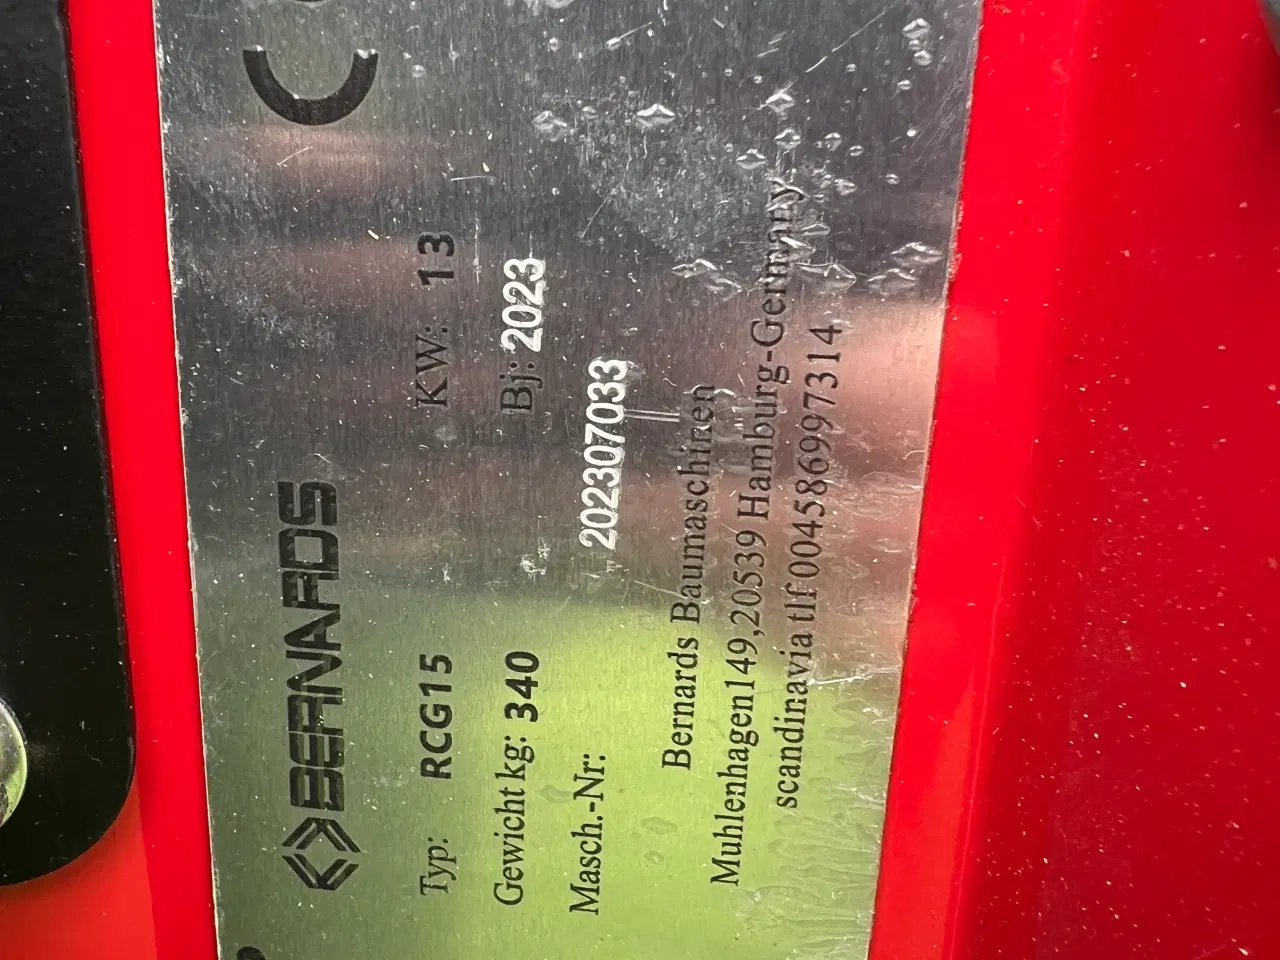 BERNARDS C
Typ: RCG15 KW: 13
Gewicht kg: 340 Bj: 2023
Masch.-Nr: 202307033
Bernards Baumaschinen
Muhlenhagen149,20539 Hamburg-Germany
scandinavia tlf 004586997314